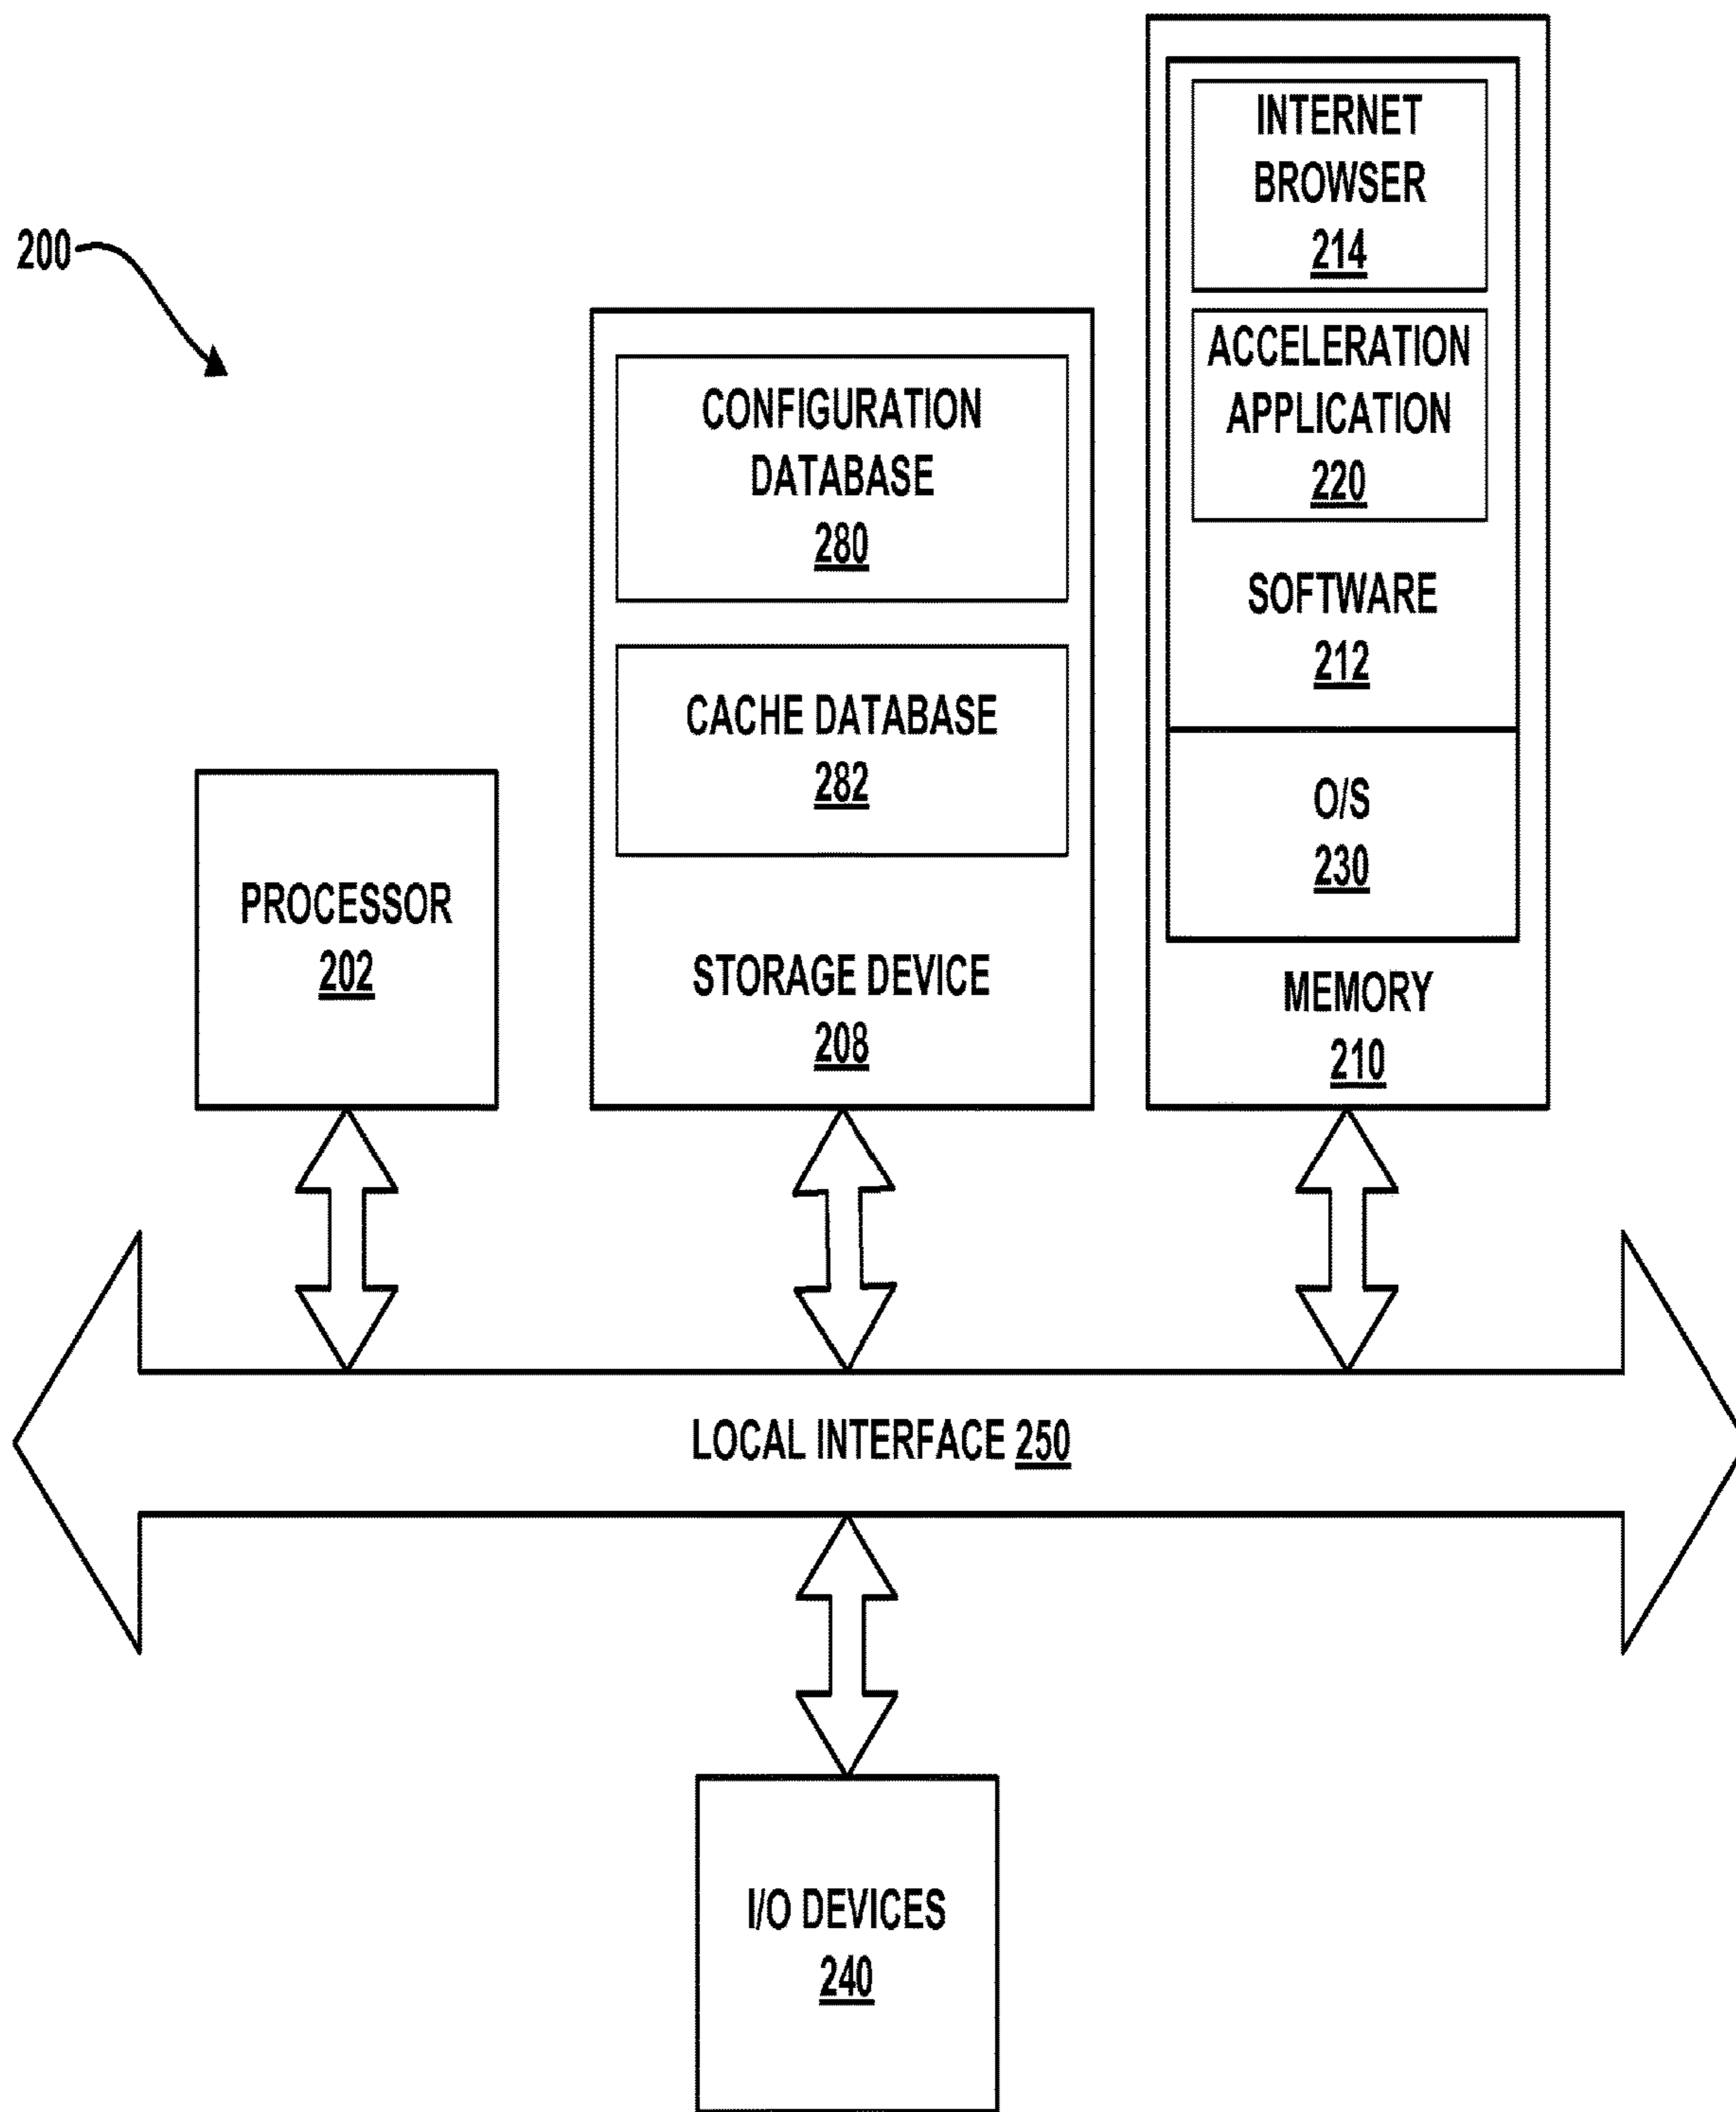 200
INTERNET
BROWSER
214
ACCELERATION
APPLICATION
220
SOFTWARE
212
O/S
230
MEMORY
210
CONFIGURATION
DATABASE
280
CACHE DATABASE
282
STORAGE DEVICE
208
PROCESSOR
202
LOCAL INTERFACE 250
I/O DEVICES
240